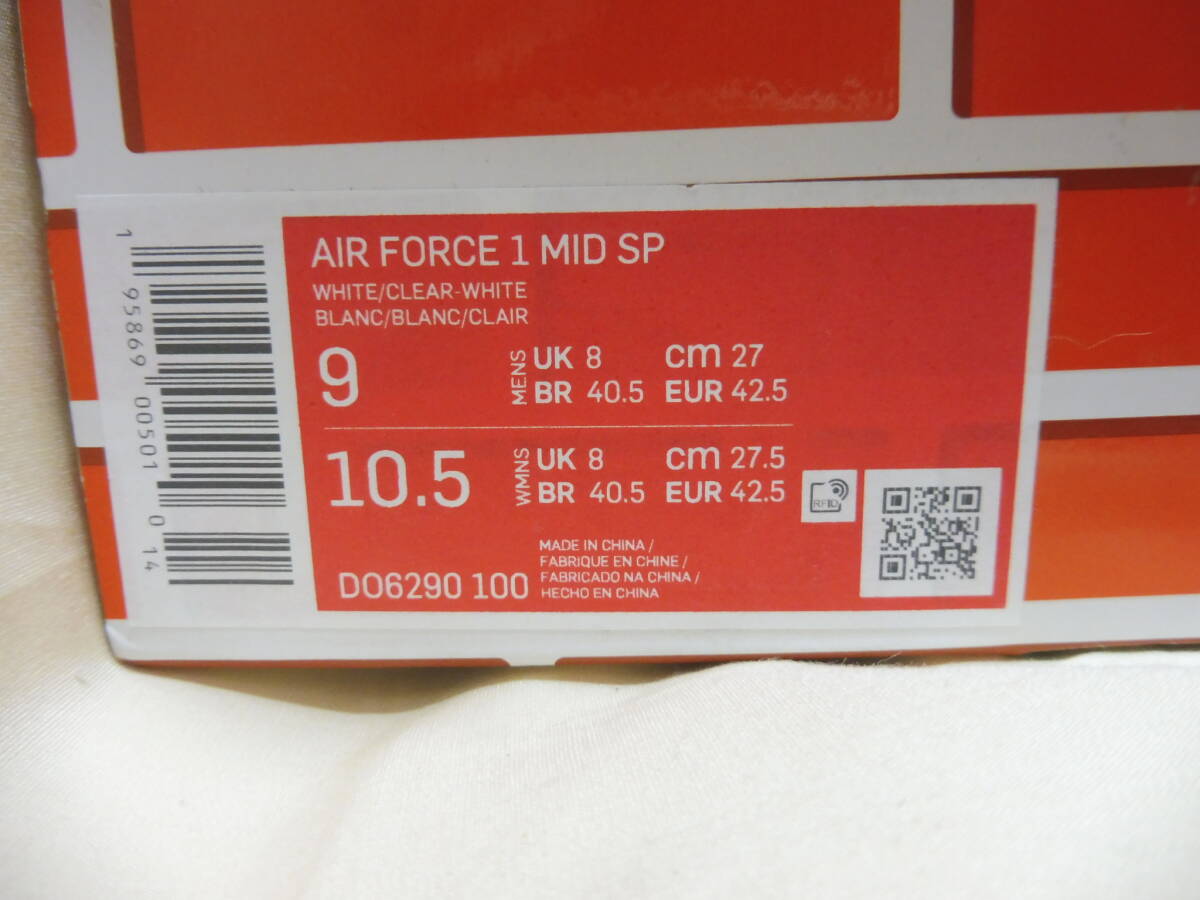 AIR FORCE 1 MID SP
WHITE/CLEAR-WHITE
BLANC/BLANC/CLAIR
9 MENS UK 8 cm 27
BR 40.5 EUR 42.5
10.5 WMNS UK 8 cm 27.5
BR 40.5 EUR 42.5
RFID
MADE IN CHINA /
FABRIQUE EN CHINE /
FABRICADO NA CHINA /
HECHO EN CHINA
DO6290 100
1 95869 00501 0 14